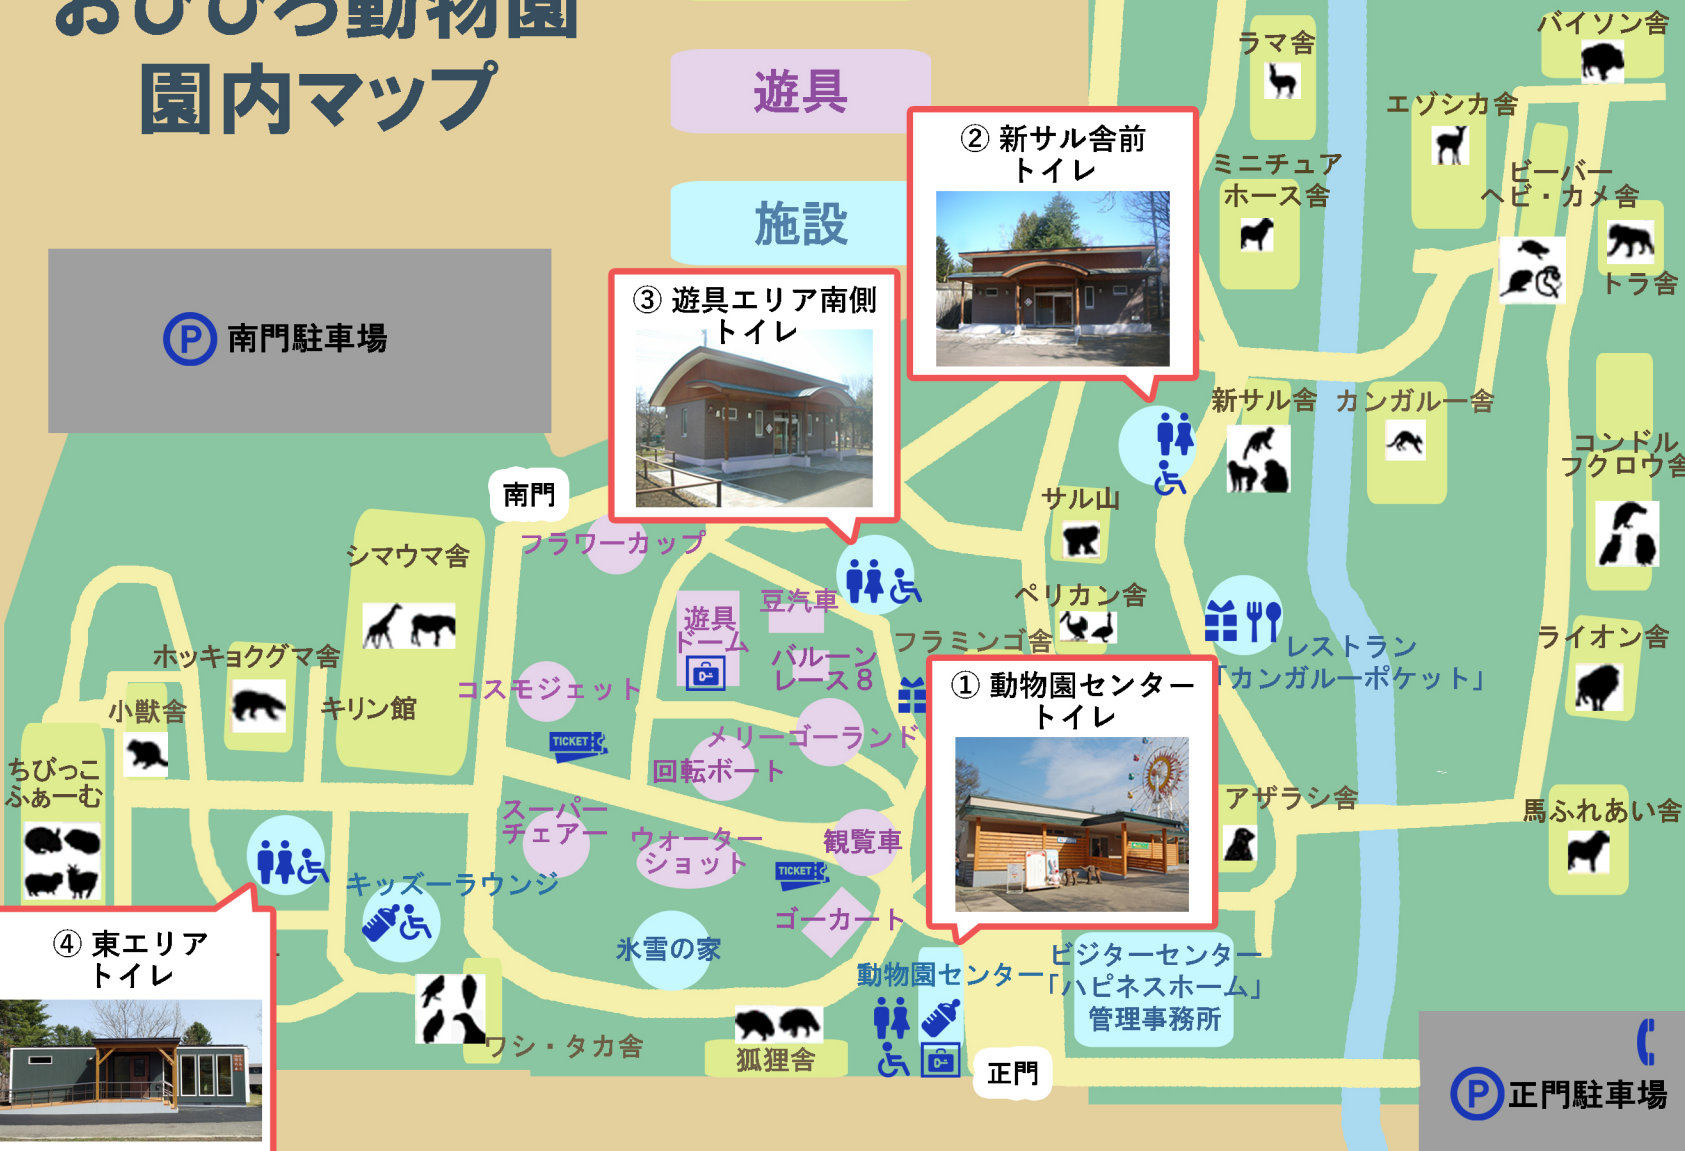 おびひろ動物園
園内マップ
遊具
施設
② 新サル舎前
トイレ
③ 遊具エリア南側
トイレ
P 南門駐車場
南門
ラマ舎
バイソン舎
エゾシカ舎
ミニチュア
ホース舎
ビーバー
ヘビ・カメ舎
トラ舎
新サル舎
カンガルー舎
コンドル
フクロウ舎
サル山
シマウマ舎
フラワーカップ
豆汽車
遊具
ドーム
ペリカン舎
フラミンゴ舎
バルーン
レース8
レストラン
「カンガルーポケット」
ライオン舎
ホッキョクグマ舎
キリン館
小獣舎
コスモジェット
TICKET
メリーゴーランド
回転ボート
① 動物園センター
トイレ
ちびっこ
ふぁーむ
スーパー
チェアー
ウォーター
ショット
観覧車
TICKET
アザラシ舎
馬ふれあい舎
キッズーラウンジ
ゴーカート
④ 東エリア
トイレ
氷雪の家
動物園センター
ビジターセンター
「ハピネスホーム」
管理事務所
ワシ・タカ舎
狐狸舎
正門
P 正門駐車場